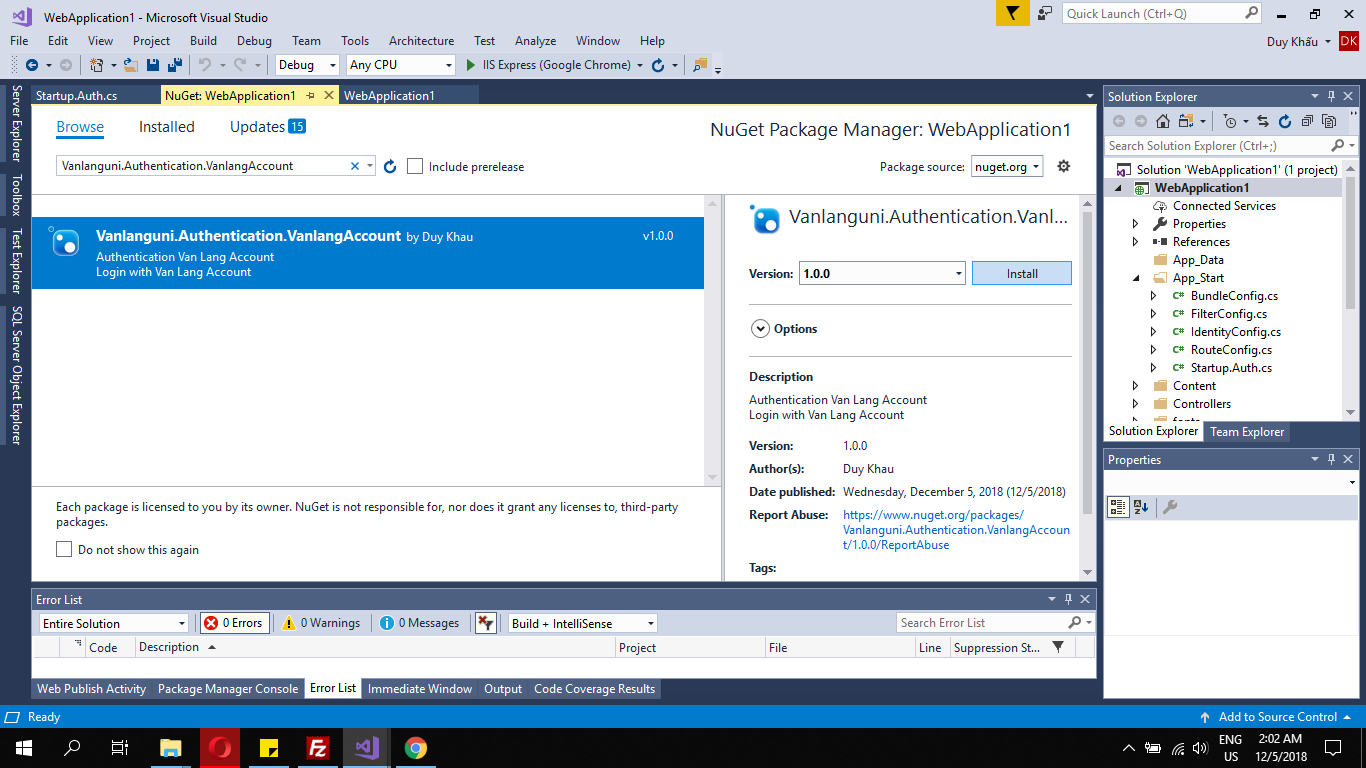 WebApplication1 - Microsoft Visual Studio
Quick Launch (Ctrl+Q)
File Edit View Project Build Debug Team Tools Architecture Test Analyze Window Help
Duy Khấu
DK
Debug Any CPU IIS Express (Google Chrome)
Server Explorer
Toolbox
Test Explorer
SQL Server Object Explorer
Startup.Auth.cs NuGet: WebApplication1 WebApplication1
Browse Installed Updates 15
NuGet Package Manager: WebApplication1
Vanlanguni.Authentication.VanlangAccount
Include prerelease
Package source: nuget.org
Vanlanguni.Authentication.VanlangAccount by Duy Khau v1.0.0
Authentication Van Lang Account
Login with Van Lang Account
Each package is licensed to you by its owner. NuGet is not responsible for, nor does it grant any licenses to, third-party
packages.
Do not show this again
Vanlanguni.Authentication.Vanl...
Version: 1.0.0 Install
Options
Description
Authentication Van Lang Account
Login with Van Lang Account
Version: 1.0.0
Author(s): Duy Khau
Date published: Wednesday, December 5, 2018 (12/5/2018)
Report Abuse: https://www.nuget.org/packages/
Vanlanguni.Authentication.VanlangAccoun
t/1.0.0/ReportAbuse
Tags:
Solution Explorer
Search Solution Explorer (Ctrl+;)
Solution 'WebApplication1' (1 project)
WebApplication1
Connected Services
Properties
References
App_Data
App_Start
BundleConfig.cs
FilterConfig.cs
IdentityConfig.cs
RouteConfig.cs
Startup.Auth.cs
Content
Controllers
fonts
Solution Explorer Team Explorer
Properties
Error List
Entire Solution 0 Errors 0 Warnings 0 Messages Build + IntelliSense Search Error List
Code Description Project File Line Suppression St...
Web Publish Activity Package Manager Console Error List Immediate Window Output Code Coverage Results
Ready
Add to Source Control
ENG
US
2:02 AM
12/5/2018